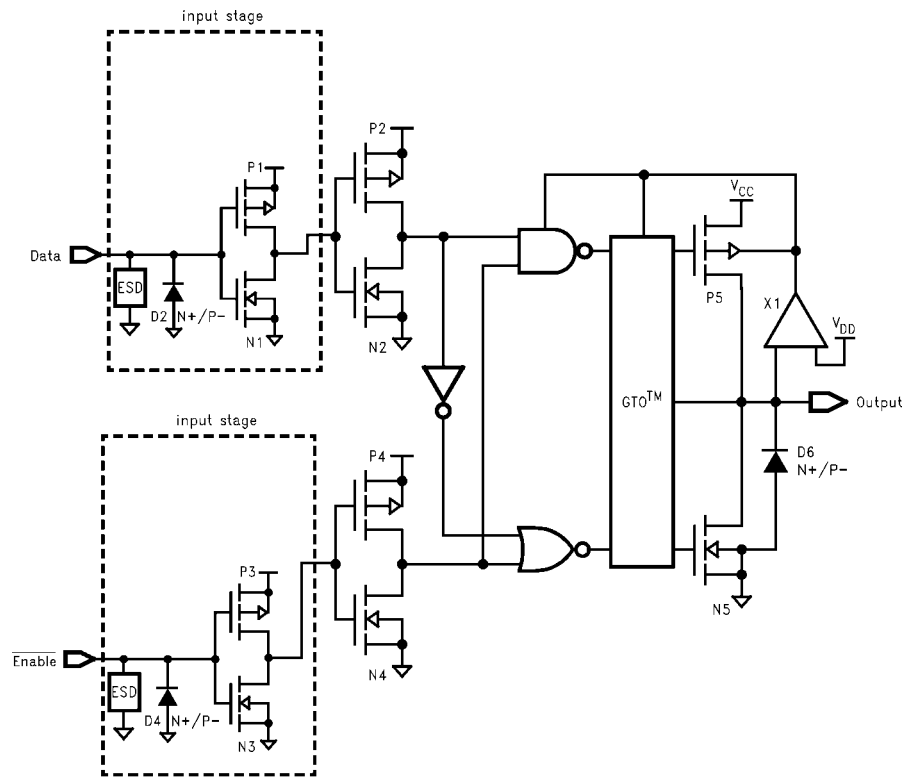 input stage
P2
P1
V_CC
Data
ESD
P5
X1
D2 N+/P-
V_DD
N1
N2
GTO™
Output
input stage
P4
D6
N+/P-
P3
N5
Enable
ESD
N4
D4 N+/P-
N3